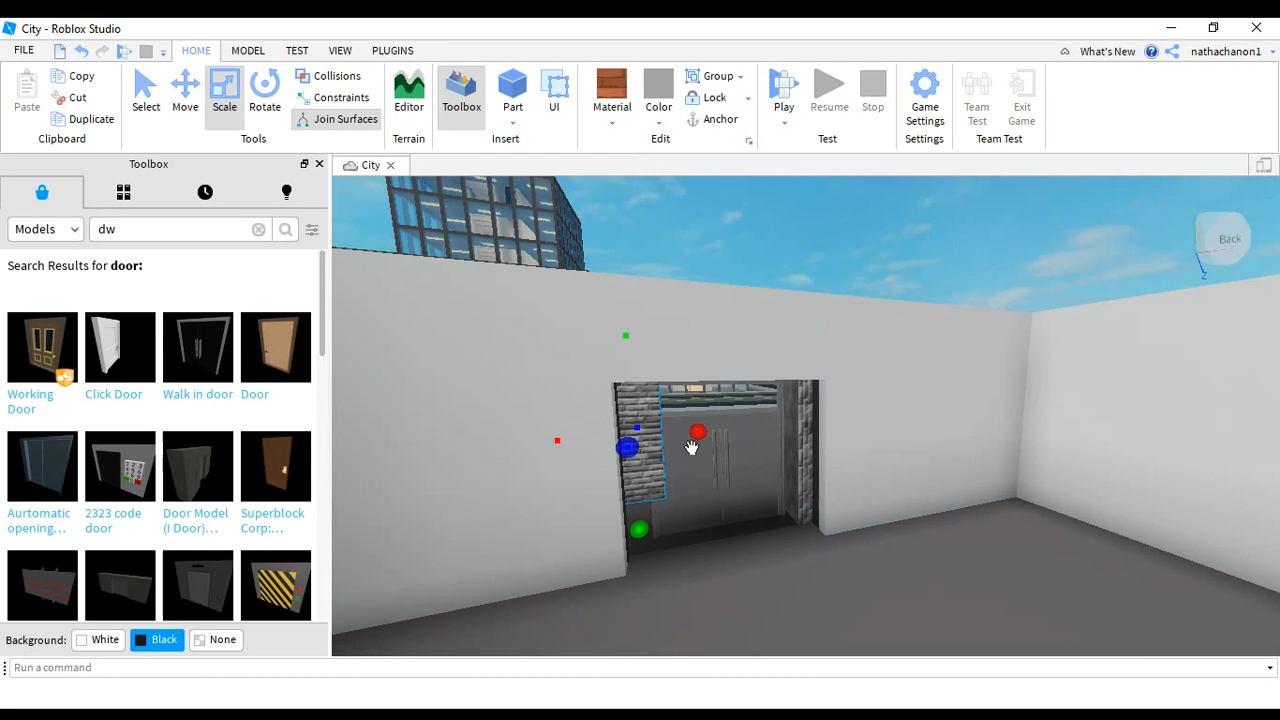 City - Roblox Studio
FILE HOME MODEL TEST VIEW PLUGINS What's New nathachanon1
Paste Copy Cut Duplicate Select Move Scale Rotate Collisions Constraints Join Surfaces Editor Toolbox Part UI Material Color Group Lock Anchor Play Resume Stop Game Settings Team Test Exit Game
Clipboard Tools Terrain Insert Edit Test Settings Team Test
Toolbox
City
Models dw
Search Results for door:
Back
Z
Working Door
Click Door
Walk in door
Door
Aurtomatic opening...
2323 code door
Door Model (I Door)...
Superblock Corp:...
Background: White Black None
Run a command